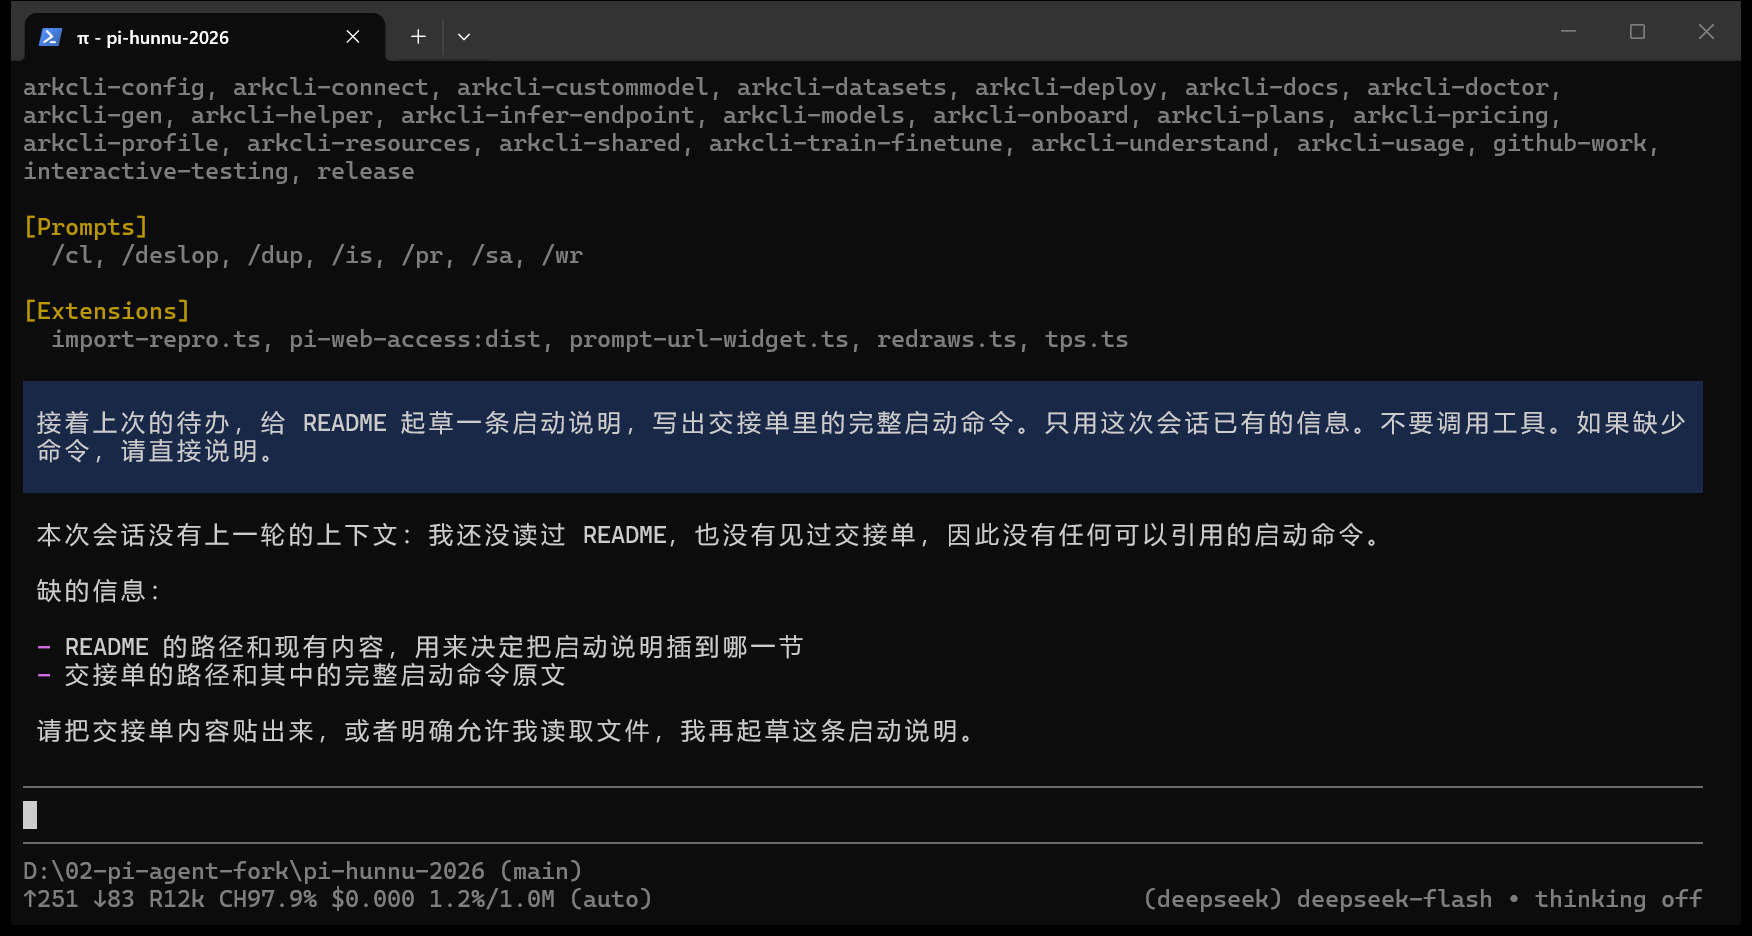 π - pi-hunnu-2026
arkcli-config, arkcli-connect, arkcli-custommodel, arkcli-datasets, arkcli-deploy, arkcli-docs, arkcli-doctor,
arkcli-gen, arkcli-helper, arkcli-infer-endpoint, arkcli-models, arkcli-onboard, arkcli-plans, arkcli-pricing,
arkcli-profile, arkcli-resources, arkcli-shared, arkcli-train-finetune, arkcli-understand, arkcli-usage, github-work,
interactive-testing, release
[Prompts]
/cl, /deslop, /dup, /is, /pr, /sa, /wr
[Extensions]
import-repro.ts, pi-web-access:dist, prompt-url-widget.ts, redraws.ts, tps.ts
接着上次的待办，给 README 起草一条启动说明，写出交接单里的完整启动命令。只用这次会话已有的信息。不要调用工具。如果缺少
命令，请直接说明。
本次会话没有上一轮的上下文：我还没读过 README，也没有见过交接单，因此没有任何可以引用的启动命令。
缺的信息：
- README 的路径和现有内容，用来决定把启动说明插到哪一节
- 交接单的路径和其中的完整启动命令原文
请把交接单内容贴出来，或者明确允许我读取文件，我再起草这条启动说明。
D:\02-pi-agent-fork\pi-hunnu-2026 (main)
↑251 ↓83 R12k CH97.9% $0.000 1.2%/1.0M (auto) (deepseek) deepseek-flash • thinking off